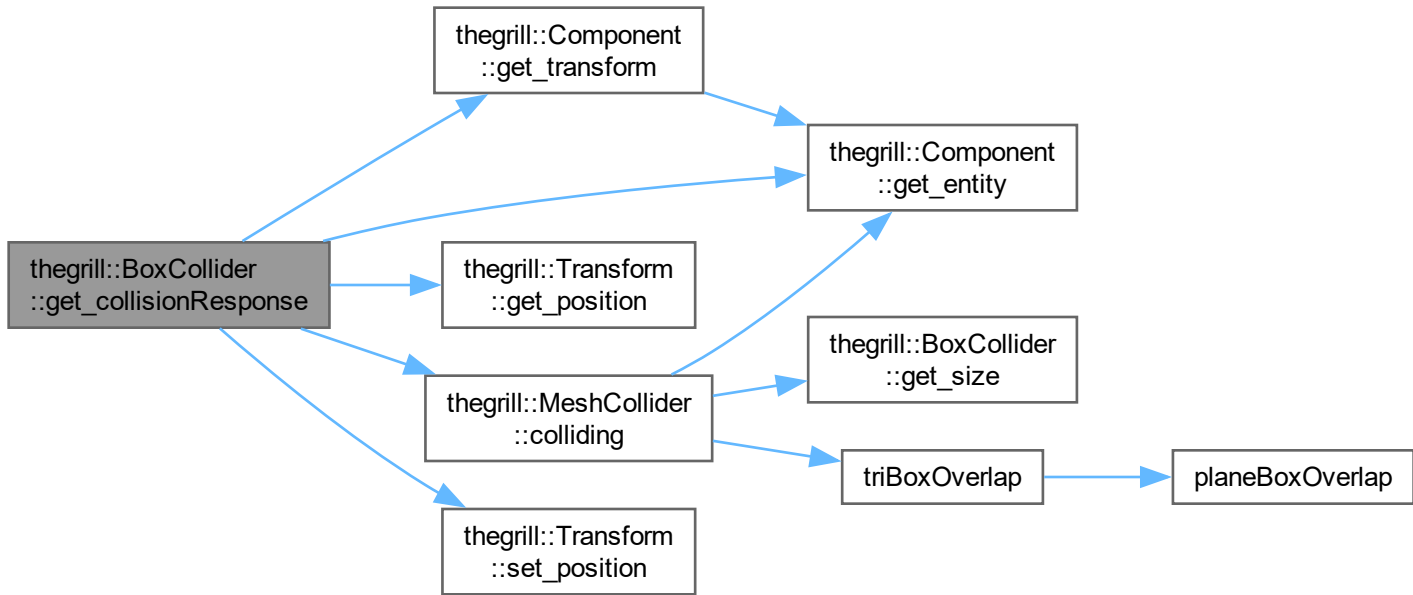 thegrill::BoxCollider
::get_collisionResponse
thegrill::Component
::get_transform
thegrill::Component
::get_entity
thegrill::Transform
::get_position
thegrill::MeshCollider
::colliding
thegrill::BoxCollider
::get_size
triBoxOverlap
planeBoxOverlap
thegrill::Transform
::set_position